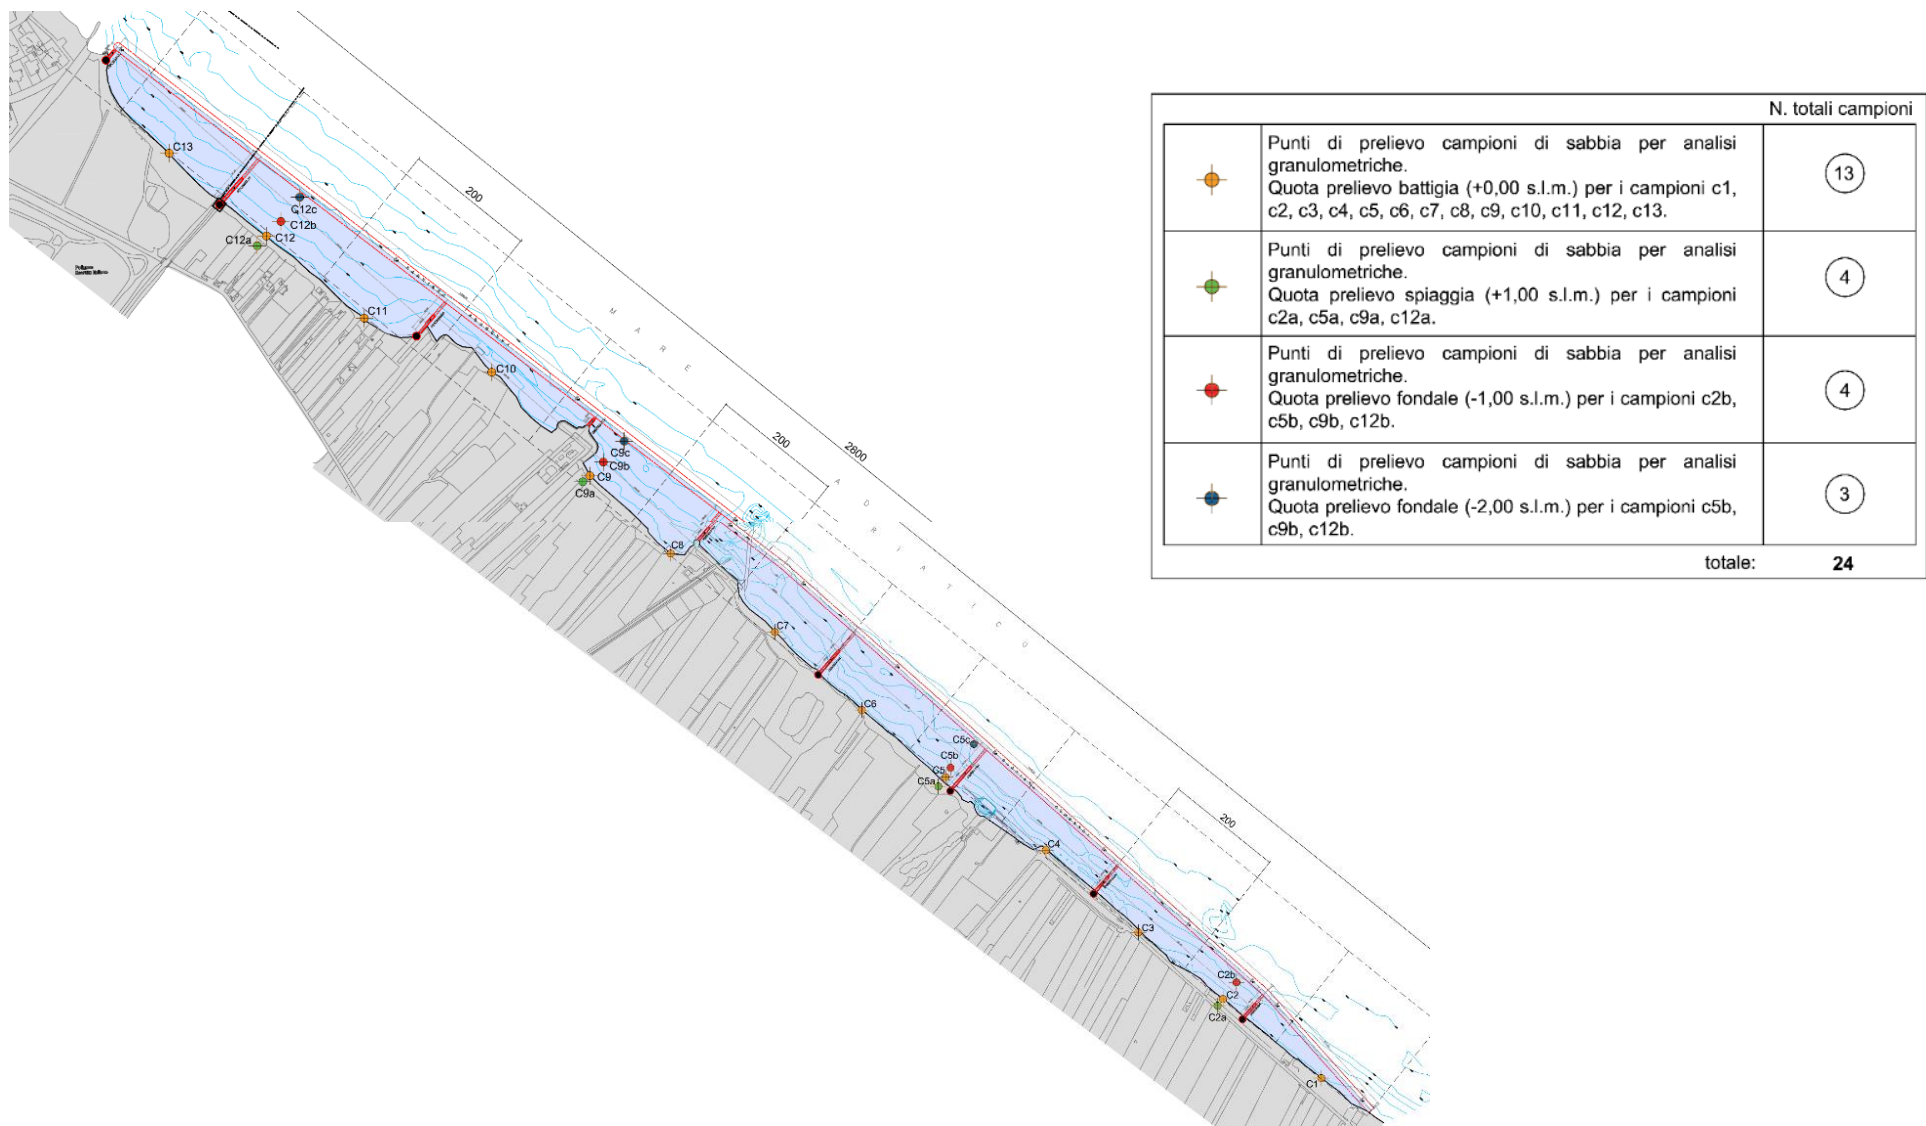 C13
C12c
C12b
C12
C12a
C11
C10
C9c
C9b
C9
C9a
C8
C7
C6
C5c
C5b
C5
C5a
C4
C3
C2b
C2
C2a
C1
200
200
2800
200
MARE
ADRIATICO
N. totali campioni
Punti di prelievo campioni di sabbia per analisi
granulometriche.
Quota prelievo battigia (+0,00 s.l.m.) per i campioni c1,
c2, c3, c4, c5, c6, c7, c8, c9, c10, c11, c12, c13.
13
Punti di prelievo campioni di sabbia per analisi
granulometriche.
Quota prelievo spiaggia (+1,00 s.l.m.) per i campioni
c2a, c5a, c9a, c12a.
4
Punti di prelievo campioni di sabbia per analisi
granulometriche.
Quota prelievo fondale (-1,00 s.l.m.) per i campioni c2b,
c5b, c9b, c12b.
4
Punti di prelievo campioni di sabbia per analisi
granulometriche.
Quota prelievo fondale (-2,00 s.l.m.) per i campioni c5b,
c9b, c12b.
3
totale: 24